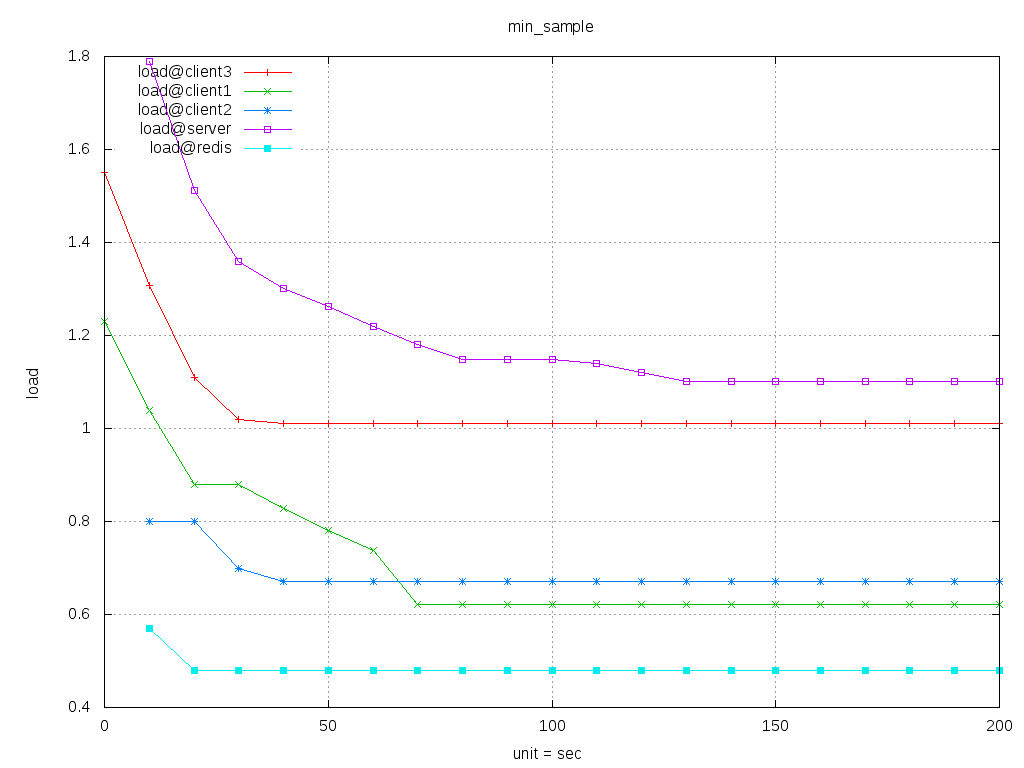 min_sample
1.8
load@client3
load@client1
load@client2
load@server
load@redis
1.6
1.4
1.2
1
0.8
0.6
0.4
load
0 50 100 150 200
unit = sec